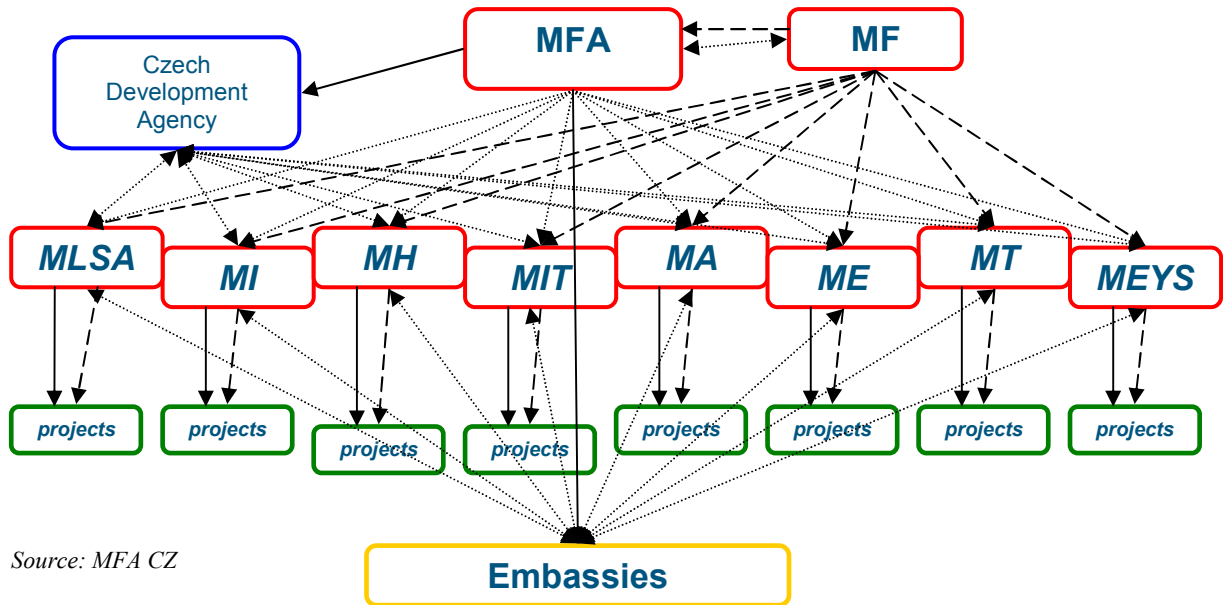 MFA
MF
Czech
Development
Agency
MLSA
MI
MH
MIT
MA
ME
MT
MEYS
projects
projects
projects
projects
projects
projects
projects
projects
Source: MFA CZ
Embassies